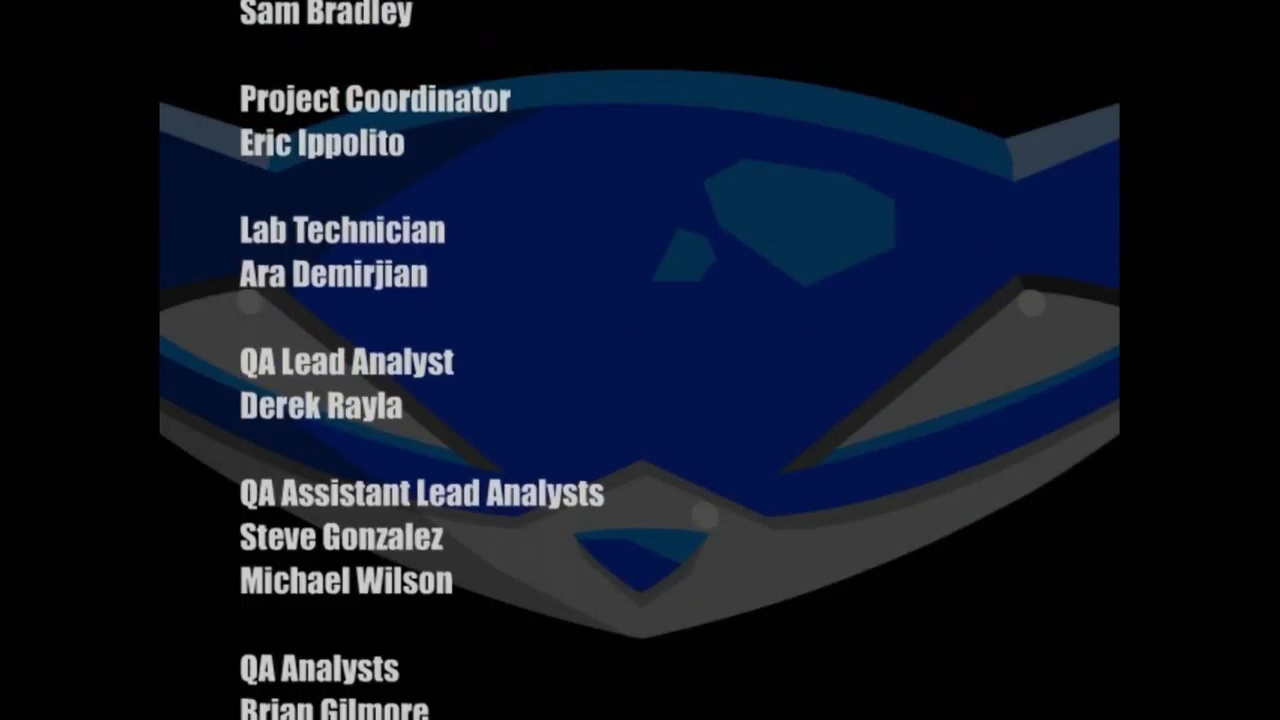 Sam Bradley
Project Coordinator
Eric Ippolito
Lab Technician
Ara Demirjian
QA Lead Analyst
Derek Rayla
QA Assistant Lead Analysts
Steve Gonzalez
Michael Wilson
QA Analysts
Brian Gilmore